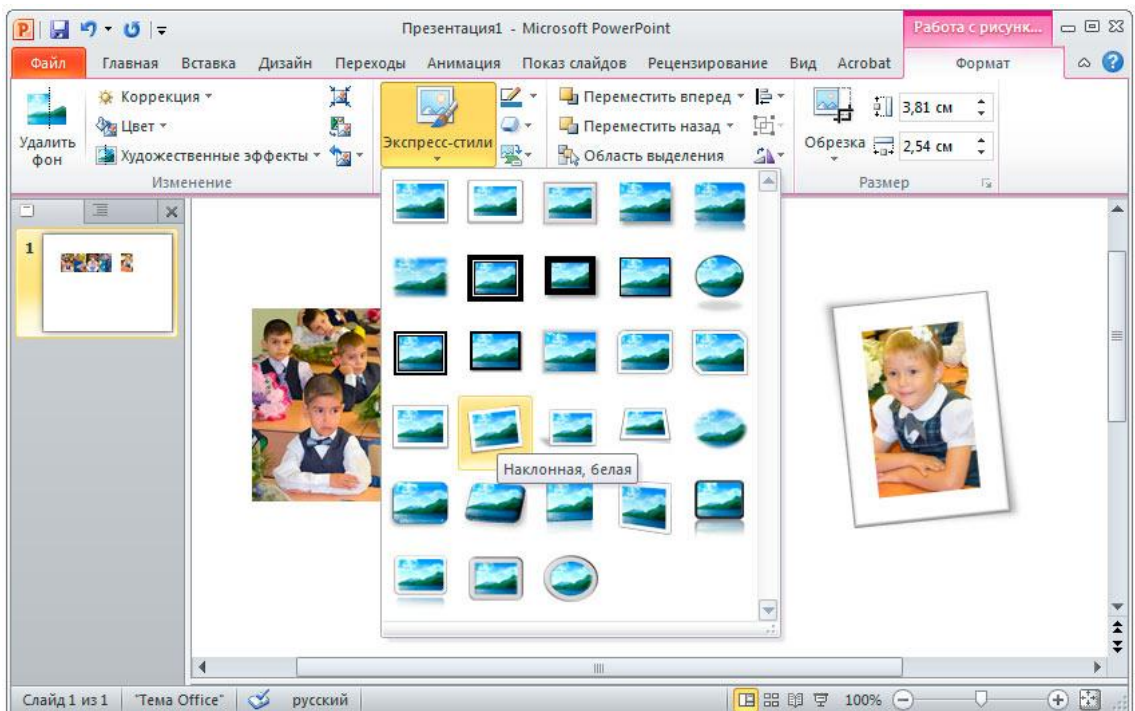 Презентация1 - Microsoft PowerPoint
Работа с рисунк...
Файл Главная Вставка Дизайн Переходы Анимация Показ слайдов Рецензирование Вид Acrobat Формат
Удалить фон
Коррекция
Цвет
Художественные эффекты
Изменение
Экспресс-стили
Переместить вперед
Переместить назад
Область выделения
Обрезка
3,81 см
2,54 см
Размер
1
Наклонная, белая
Слайд 1 из 1 "Тема Office" русский 100%